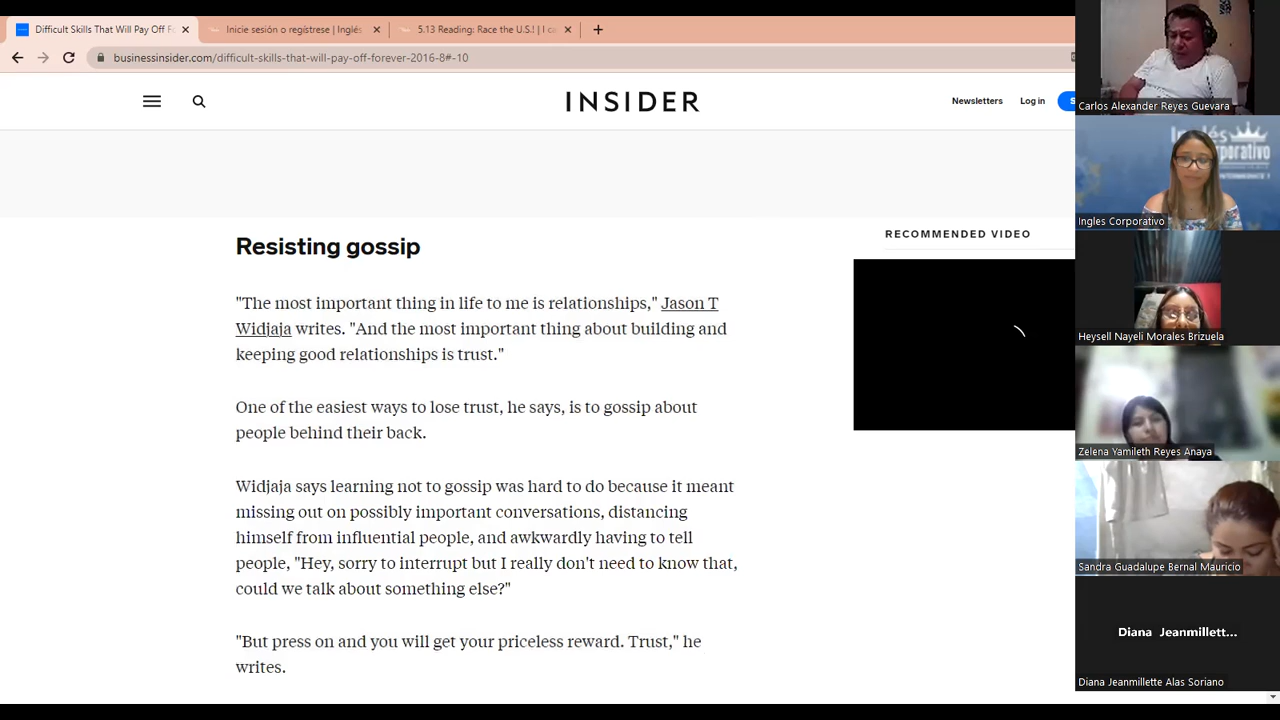 Difficult Skills That Will Pay Off F
Inicie sesión o regístrese | Inglés
5.13 Reading: Race the U.S.! | I c
businessinsider.com/difficult-skills-that-will-pay-off-forever-2016-8#-10
INSIDER
Newsletters
Log in
S
Resisting gossip
"The most important thing in life to me is relationships," Jason T
Widjaja writes. "And the most important thing about building and
keeping good relationships is trust."
One of the easiest ways to lose trust, he says, is to gossip about
people behind their back.
Widjaja says learning not to gossip was hard to do because it meant
missing out on possibly important conversations, distancing
himself from influential people, and awkwardly having to tell
people, "Hey, sorry to interrupt but I really don't need to know that,
could we talk about something else?"
"But press on and you will get your priceless reward. Trust," he
writes.
RECOMMENDED VIDEO
Carlos Alexander Reyes Guevara
Inglés
Corporativo
Ingles Corporativo
Heysell Nayeli Morales Brizuela
Zelena Yamileth Reyes Anaya
Sandra Guadalupe Bernal Mauricio
Diana Jeanmillett...
Diana Jeanmillette Alas Soriano